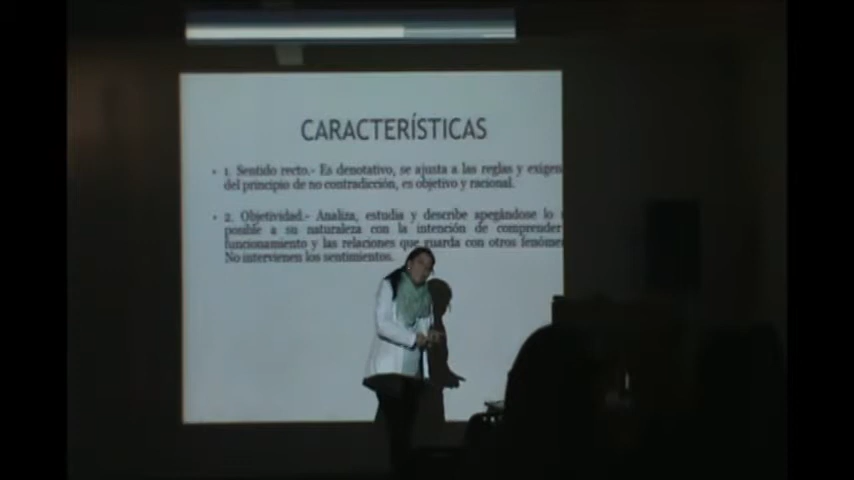 CARACTERÍSTICAS
• 1. Sentido recto.- Es denotativo, se ajusta a las reglas y exigen
del principio de no contradicción, es objetivo y racional.
• 2. Objetividad.- Analiza, estudia y describe apegándose lo
posible a su naturaleza con la intención de comprender
funcionamiento y las relaciones que guarda con otros fenóme
No intervienen los sentimientos.